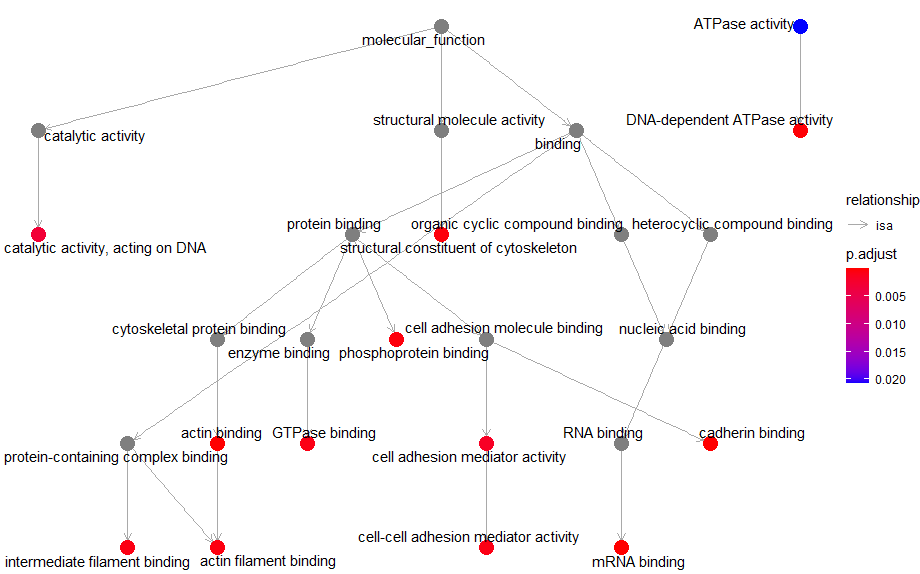 ATPase activity
molecular_function
structural molecule activity
DNA-dependent ATPase activity
catalytic activity
binding
relationship
isa
protein binding
organic cyclic compound binding
heterocyclic compound binding
catalytic activity, acting on DNA
structural constituent of cytoskeleton
p.adjust
0.005
0.010
0.015
0.020
cytoskeletal protein binding
cell adhesion molecule binding
nucleic acid binding
enzyme binding
phosphoprotein binding
actin binding
GTPase binding
RNA binding
cadherin binding
protein-containing complex binding
cell adhesion mediator activity
cell-cell adhesion mediator activity
intermediate filament binding
actin filament binding
mRNA binding